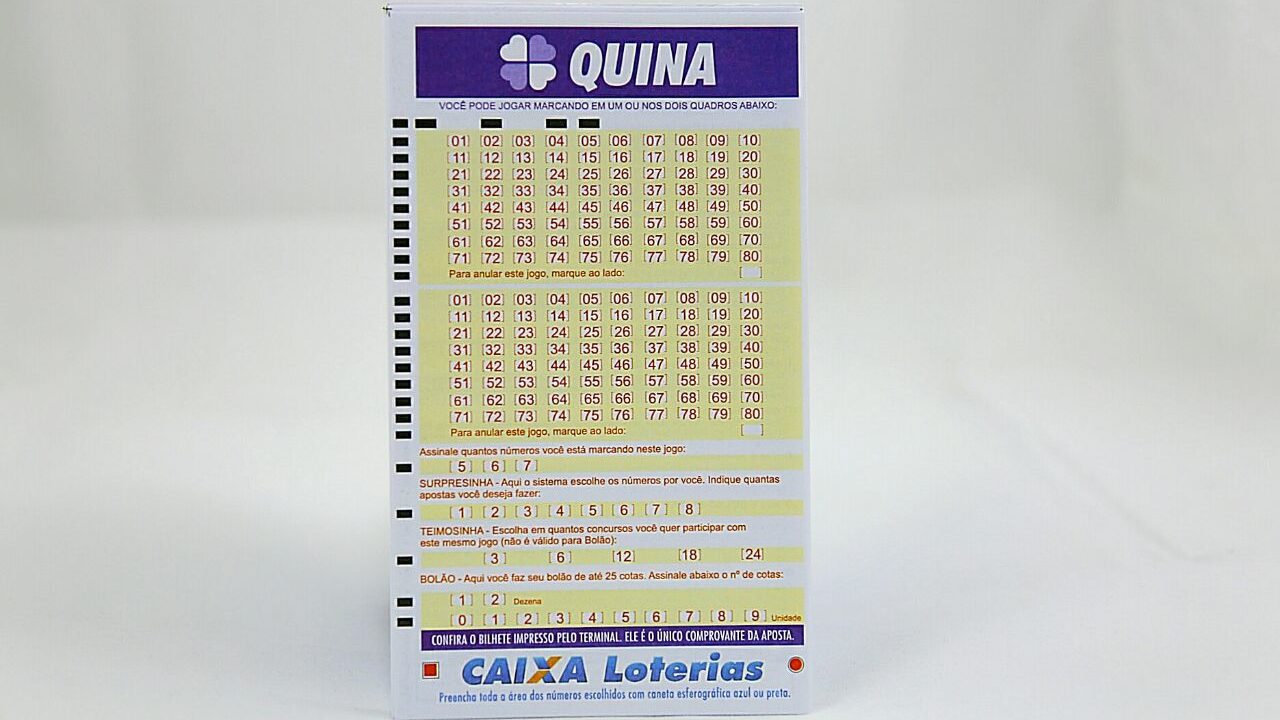 QUINA
VOCÊ PODE JOGAR MARCANDO EM UM OU NOS DOIS QUADROS ABAIXO:
[01] [02] [03] [04] [05] [06] [07] [08] [09] [10]
[11] [12] [13] [14] [15] [16] [17] [18] [19] [20]
[21] [22] [23] [24] [25] [26] [27] [28] [29] [30]
[31] [32] [33] [34] [35] [36] [37] [38] [39] [40]
[41] [42] [43] [44] [45] [46] [47] [48] [49] [50]
[51] [52] [53] [54] [55] [56] [57] [58] [59] [60]
[61] [62] [63] [64] [65] [66] [67] [68] [69] [70]
[71] [72] [73] [74] [75] [76] [77] [78] [79] [80]
Para anular este jogo, marque ao lado: [ ]
[01] [02] [03] [04] [05] [06] [07] [08] [09] [10]
[11] [12] [13] [14] [15] [16] [17] [18] [19] [20]
[21] [22] [23] [24] [25] [26] [27] [28] [29] [30]
[31] [32] [33] [34] [35] [36] [37] [38] [39] [40]
[41] [42] [43] [44] [45] [46] [47] [48] [49] [50]
[51] [52] [53] [54] [55] [56] [57] [58] [59] [60]
[61] [62] [63] [64] [65] [66] [67] [68] [69] [70]
[71] [72] [73] [74] [75] [76] [77] [78] [79] [80]
Para anular este jogo, marque ao lado: [ ]
Assinale quantos números você está marcando neste jogo:
[5] [6] [7]
SURPRESINHA - Aqui o sistema escolhe os números por você. Indique quantas
apostas você deseja fazer:
[1] [2] [3] [4] [5] [6] [7] [8]
TEIMOSINHA - Escolha em quantos concursos você quer participar com
este mesmo jogo (não é válido para Bolão):
[3] [6] [12] [18] [24]
BOLÃO - Aqui você faz seu bolão de até 25 cotas. Assinale abaixo o nº de cotas:
[1] [2] Dezena
[0] [1] [2] [3] [4] [5] [6] [7] [8] [9] Unidade
CONFIRA O BILHETE IMPRESSO PELO TERMINAL. ELE É O ÚNICO COMPROVANTE DA APOSTA.
CAIXA Loterias
Preencha toda a área dos números escolhidos com caneta esferográfica azul ou preta.